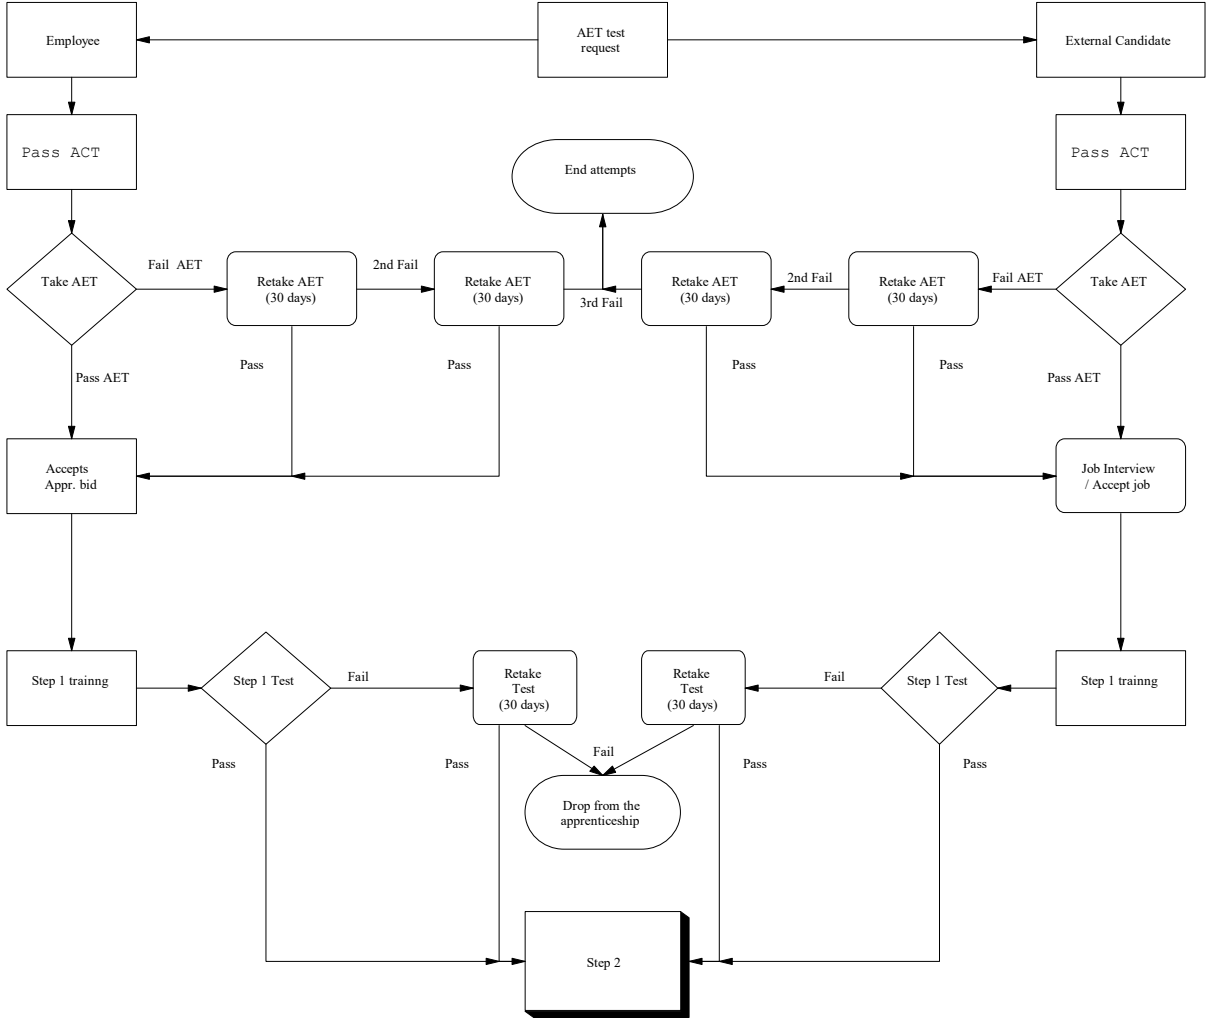 Employee
AET test
request
External Candidate
Pass ACT
Pass ACT
End attempts
Take AET
Fail AET
Retake AET
(30 days)
2nd Fail
Retake AET
(30 days)
3rd Fail
Retake AET
(30 days)
2nd Fail
Retake AET
(30 days)
Fail AET
Take AET
Pass AET
Pass
Pass
Pass
Pass
Pass AET
Accepts
Appr. bid
Job Interview
/ Accept job
Step 1 trainng
Step 1 Test
Fail
Retake
Test
(30 days)
Retake
Test
(30 days)
Fail
Step 1 Test
Step 1 trainng
Pass
Pass
Fail
Pass
Pass
Drop from the
apprenticeship
Step 2